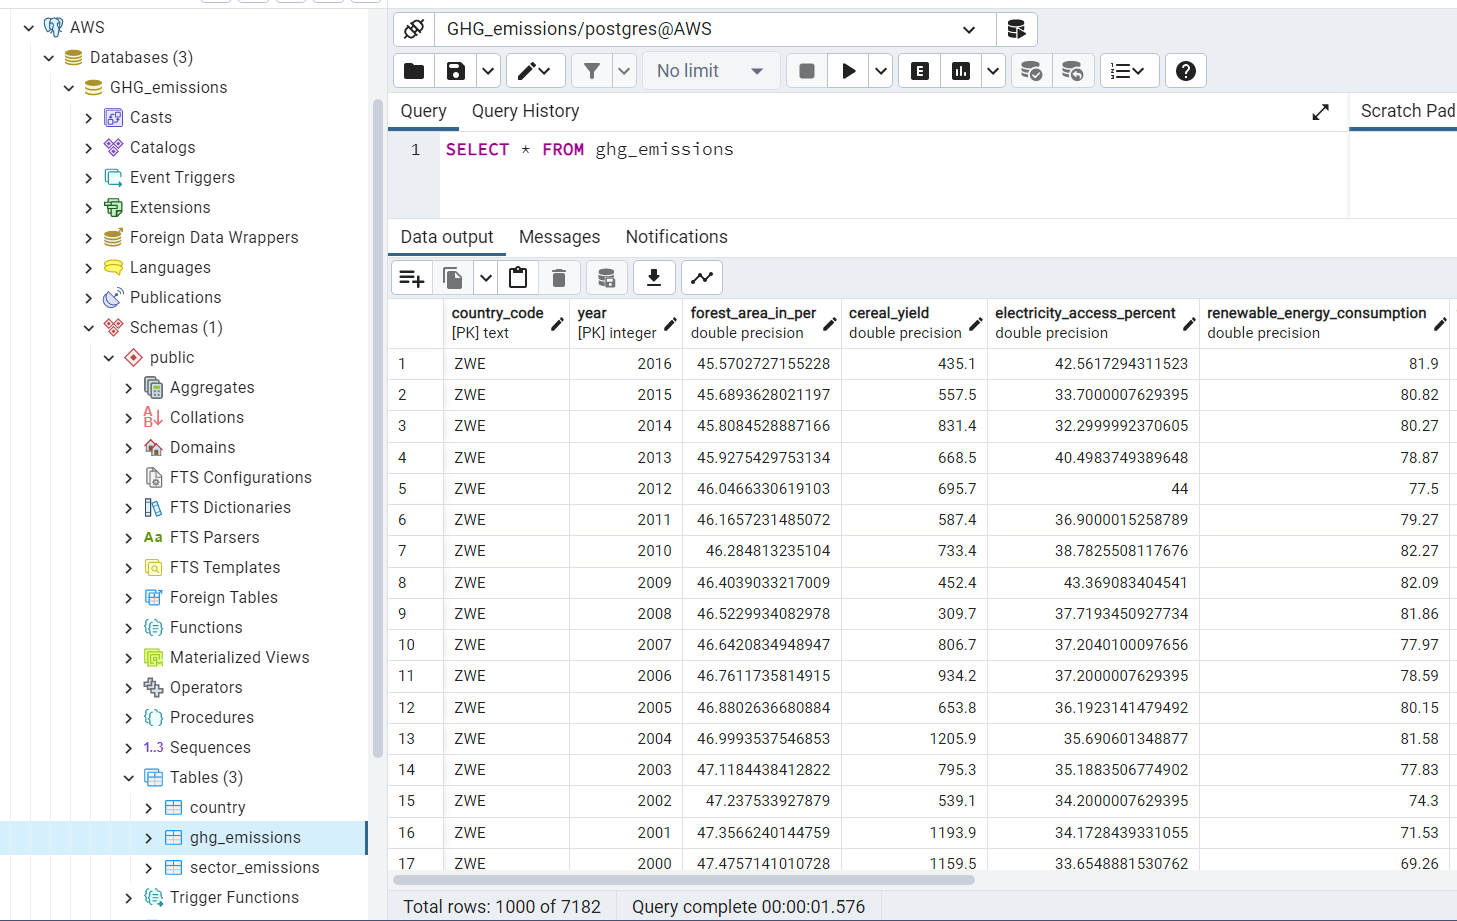 AWS
Databases (3)
GHG_emissions
Casts
Catalogs
Event Triggers
Extensions
Foreign Data Wrappers
Languages
Publications
Schemas (1)
public
Aggregates
Collations
Domains
FTS Configurations
FTS Dictionaries
Aa FTS Parsers
FTS Templates
Foreign Tables
Functions
Materialized Views
Operators
Procedures
1..3 Sequences
Tables (3)
country
ghg_emissions
sector_emissions
Trigger Functions
GHG_emissions/postgres@AWS
No limit
E
Query Query History Scratch Pad
1 SELECT * FROM ghg_emissions
Data output Messages Notifications
country_code year forest_area_in_per cereal_yield electricity_access_percent renewable_energy_consumption
[PK] text [PK] integer double precision double precision double precision double precision
1 ZWE 2016 45.5702727155228 435.1 42.5617294311523 81.9
2 ZWE 2015 45.6893628021197 557.5 33.7000007629395 80.82
3 ZWE 2014 45.8084528887166 831.4 32.2999992370605 80.27
4 ZWE 2013 45.9275429753134 668.5 40.4983749389648 78.87
5 ZWE 2012 46.0466330619103 695.7 44 77.5
6 ZWE 2011 46.1657231485072 587.4 36.9000015258789 79.27
7 ZWE 2010 46.284813235104 733.4 38.7825508117676 82.27
8 ZWE 2009 46.4039033217009 452.4 43.369083404541 82.09
9 ZWE 2008 46.5229934082978 309.7 37.7193450927734 81.86
10 ZWE 2007 46.6420834948947 806.7 37.2040100097656 77.97
11 ZWE 2006 46.7611735814915 934.2 37.2000007629395 78.59
12 ZWE 2005 46.8802636680884 653.8 36.1923141479492 80.15
13 ZWE 2004 46.9993537546853 1205.9 35.690601348877 81.58
14 ZWE 2003 47.1184438412822 795.3 35.1883506774902 77.83
15 ZWE 2002 47.237533927879 539.1 34.2000007629395 74.3
16 ZWE 2001 47.3566240144759 1193.9 34.1728439331055 71.53
17 ZWE 2000 47.4757141010728 1159.5 33.6548881530762 69.26
Total rows: 1000 of 7182 Query complete 00:00:01.576